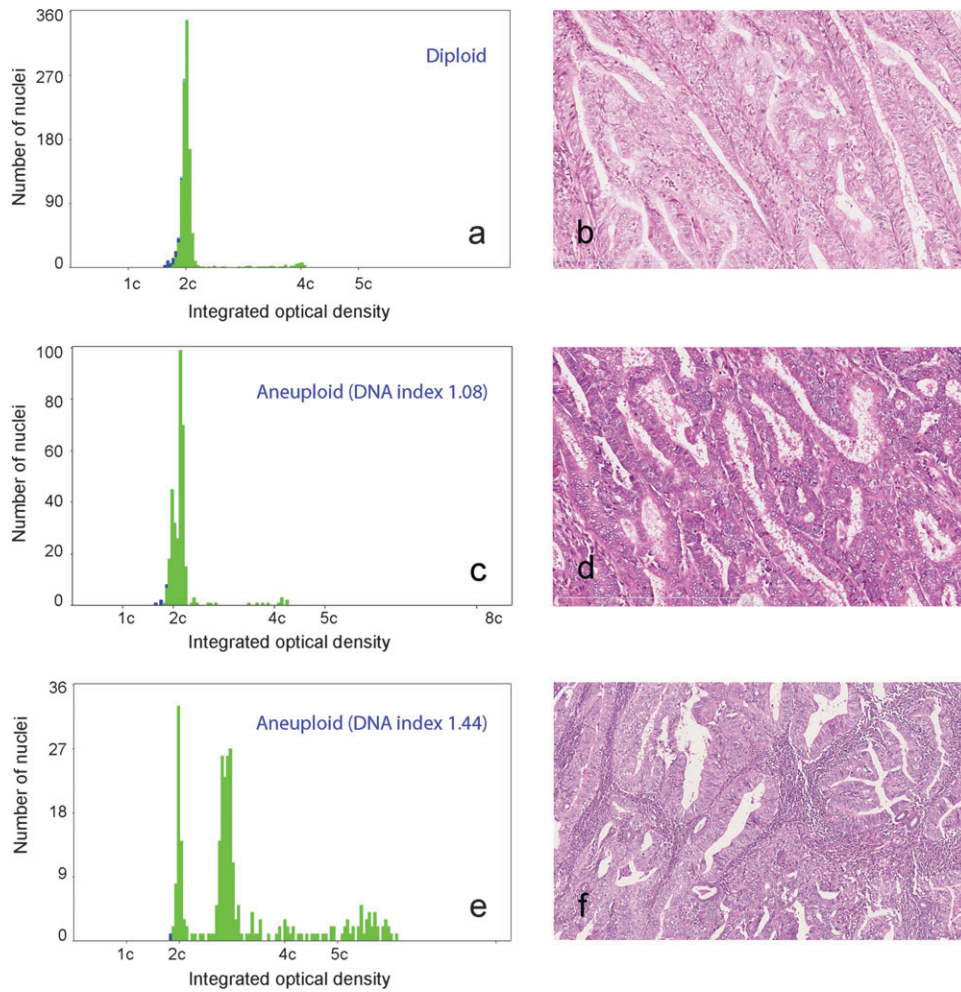 360
270
180
90
0
Number of nuclei
Diploid
a
1c 2c 4c 5c
Integrated optical density
b
100
80
60
40
20
0
Number of nuclei
Aneuploid (DNA index 1.08)
c
1c 2c 4c 5c 8c
Integrated optical density
d
36
27
18
9
0
Number of nuclei
Aneuploid (DNA index 1.44)
e
1c 2c 4c 5c
Integrated optical density
f